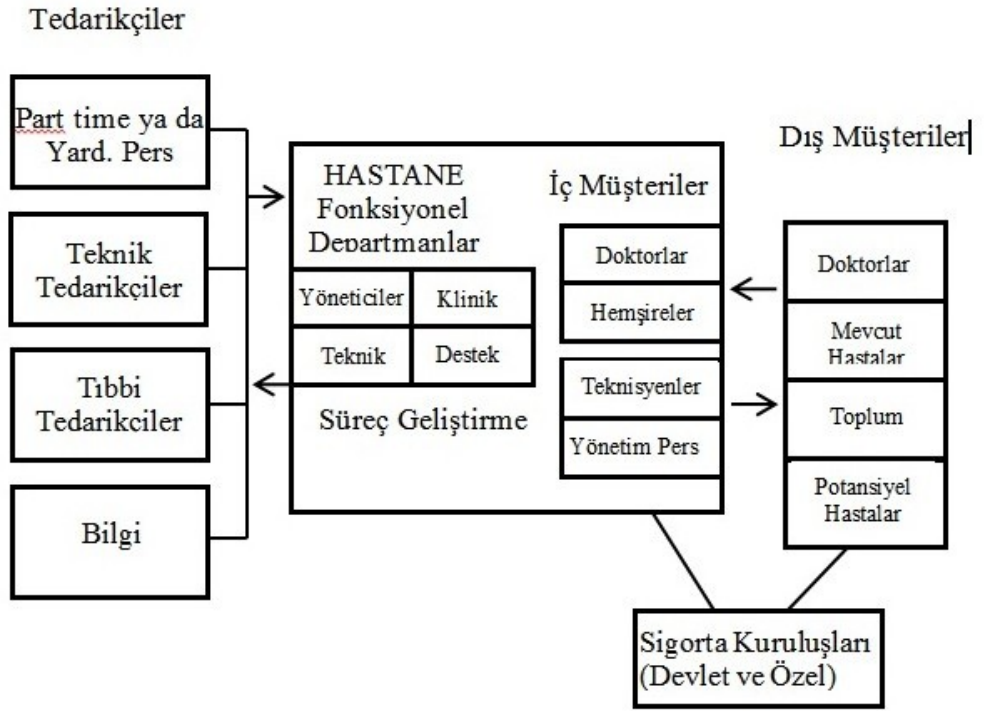 Tedarikçiler
Part time ya da
Yard. Pers
Teknik
Tedarikçiler
Tıbbi
Tedarikciler
Bilgi
HASTANE
Fonksiyonel
Departmanlar
Yöneticiler
Klinik
Teknik
Destek
Süreç Geliştirme
İç Müşteriler
Doktorlar
Hemşireler
Teknisyenler
Yönetim Pers
Dış Müşteriler
Doktorlar
Mevcut
Hastalar
Toplum
Potansiyel
Hastalar
Sigorta Kuruluşları
(Devlet ve Özel)